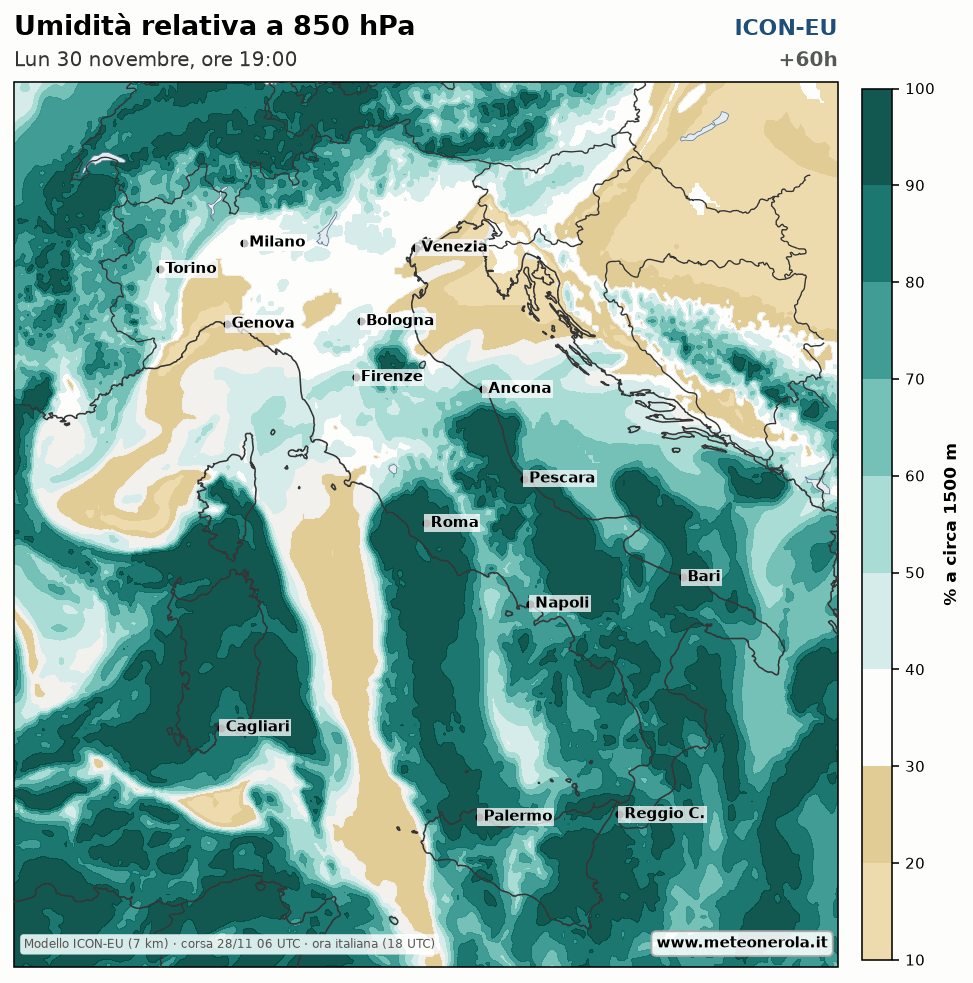 Umidità relativa a 850 hPa
ICON-EU
Lun 30 novembre, ore 19:00
+60h
Milano
Venezia
Torino
Genova
Bologna
Firenze
Ancona
Pescara
Roma
Bari
Napoli
Cagliari
Palermo
Reggio C.
100
90
80
70
60
50
40
30
20
10
% a circa 1500 m
Modello ICON-EU (7 km) · corsa 28/11 06 UTC · ora italiana (18 UTC)
www.meteonerola.it